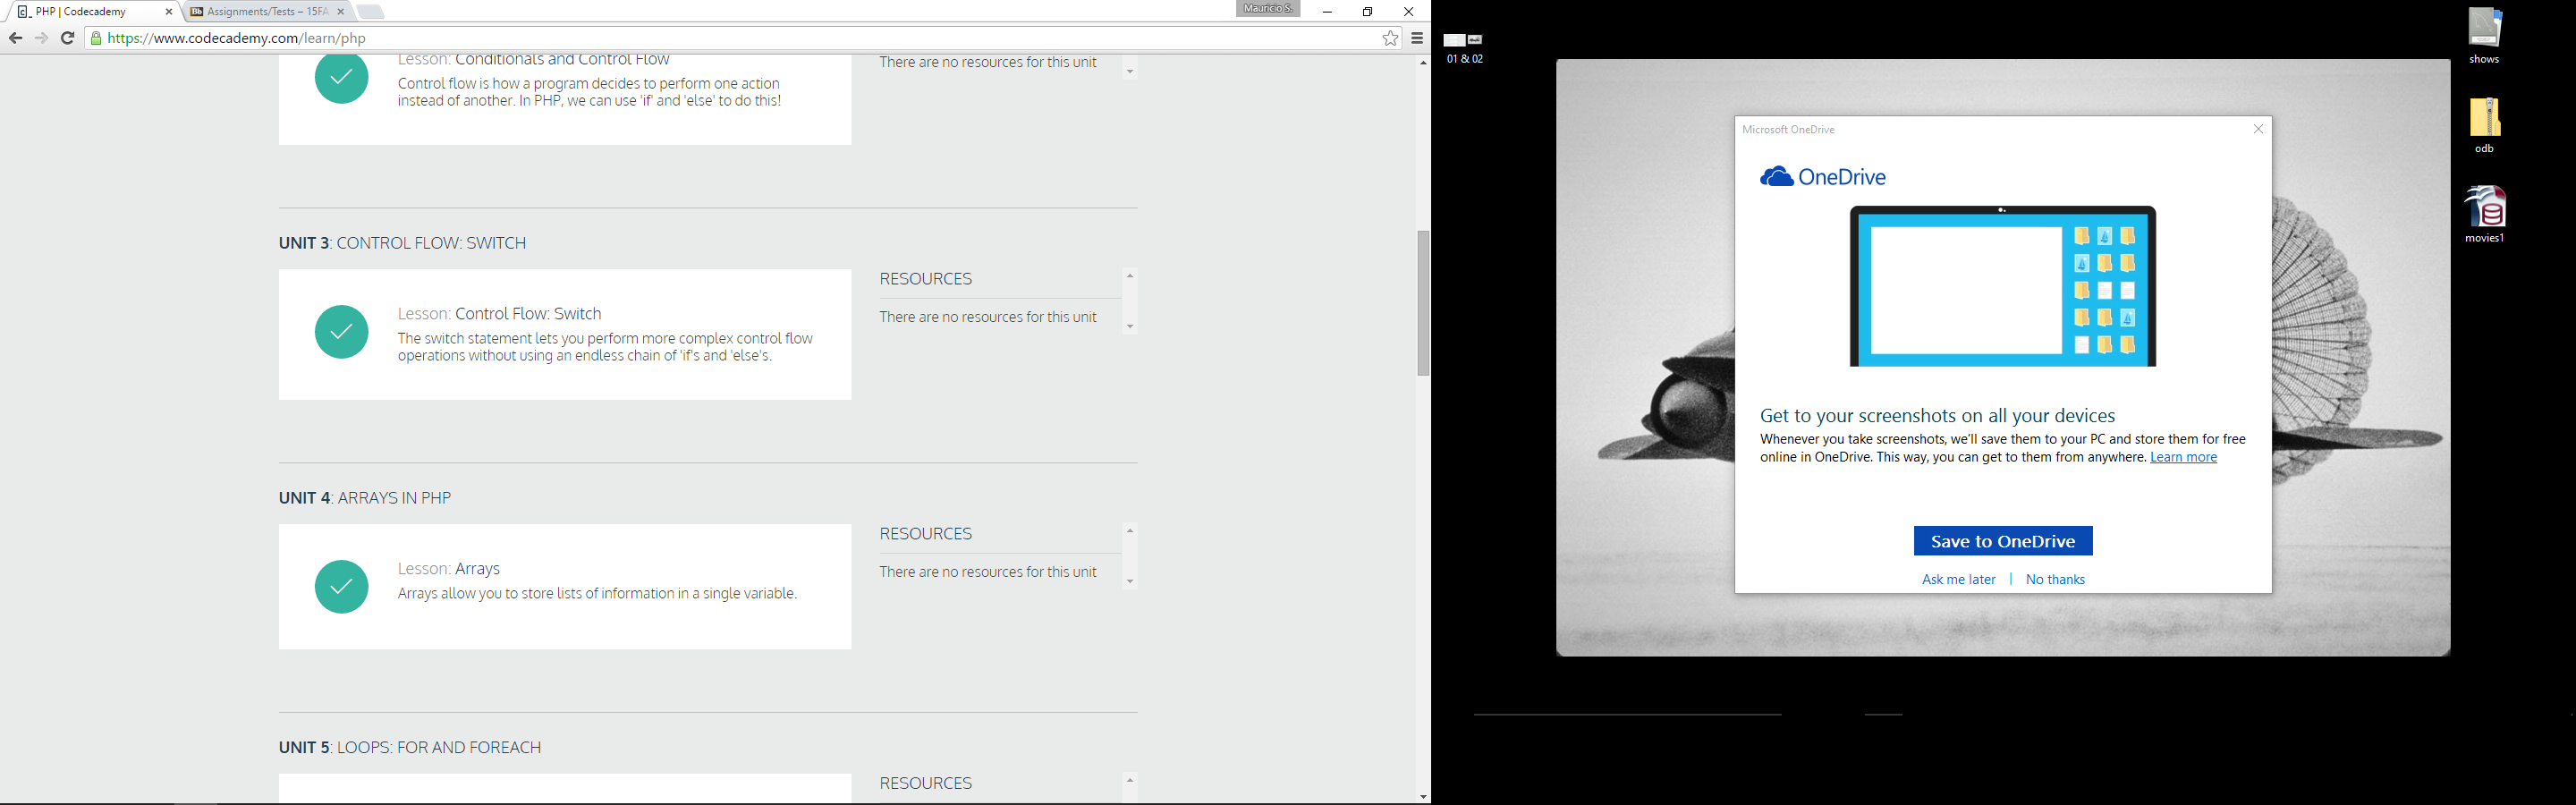 PHP | Codecademy
Assignments/Tests – 15FA
Mauricio S.
https://www.codecademy.com/learn/php
Lesson: Conditionals and Control Flow
Control flow is how a program decides to perform one action
instead of another. In PHP, we can use 'if' and 'else' to do this!
There are no resources for this unit
UNIT 3: CONTROL FLOW: SWITCH
Lesson: Control Flow: Switch
The switch statement lets you perform more complex control flow
operations without using an endless chain of 'if's and 'else's.
RESOURCES
There are no resources for this unit
UNIT 4: ARRAYS IN PHP
Lesson: Arrays
Arrays allow you to store lists of information in a single variable.
RESOURCES
There are no resources for this unit
UNIT 5: LOOPS: FOR AND FOREACH
RESOURCES
01 & 02
Microsoft OneDrive
OneDrive
Get to your screenshots on all your devices
Whenever you take screenshots, we'll save them to your PC and store them for free
online in OneDrive. This way, you can get to them from anywhere. Learn more
Save to OneDrive
Ask me later | No thanks
shows
odb
movies1